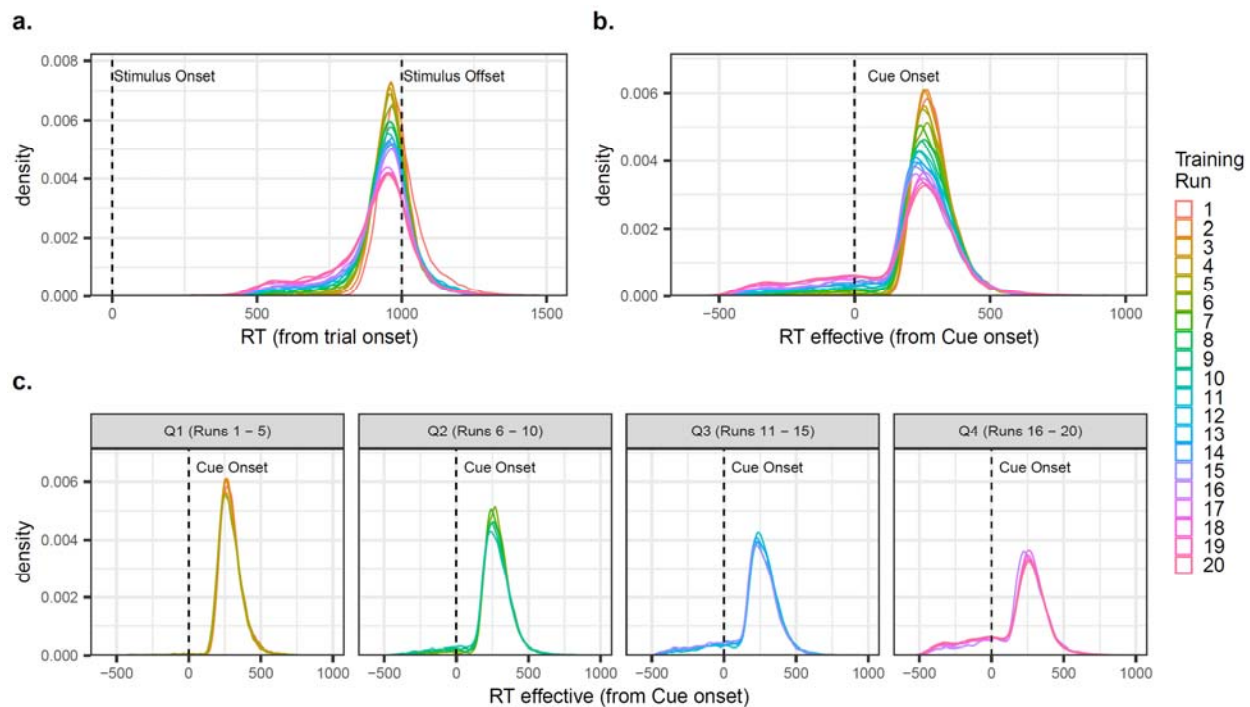 a.
0.008
0.006
0.004
0.002
0.000
density
Stimulus Onset
Stimulus Offset
0
500
1000
1500
RT (from trial onset)
b.
0.006
0.004
0.002
0.000
density
Cue Onset
−500
0
500
1000
RT effective (from Cue onset)
Training
Run
1
2
3
4
5
6
7
8
9
10
11
12
13
14
15
16
17
18
19
20
c.
Q1 (Runs 1 − 5)
Q2 (Runs 6 − 10)
Q3 (Runs 11 − 15)
Q4 (Runs 16 − 20)
Cue Onset
Cue Onset
Cue Onset
Cue Onset
0.006
0.004
0.002
0.000
density
−500 0 500 1000
−500 0 500 1000
−500 0 500 1000
−500 0 500 1000
RT effective (from Cue onset)